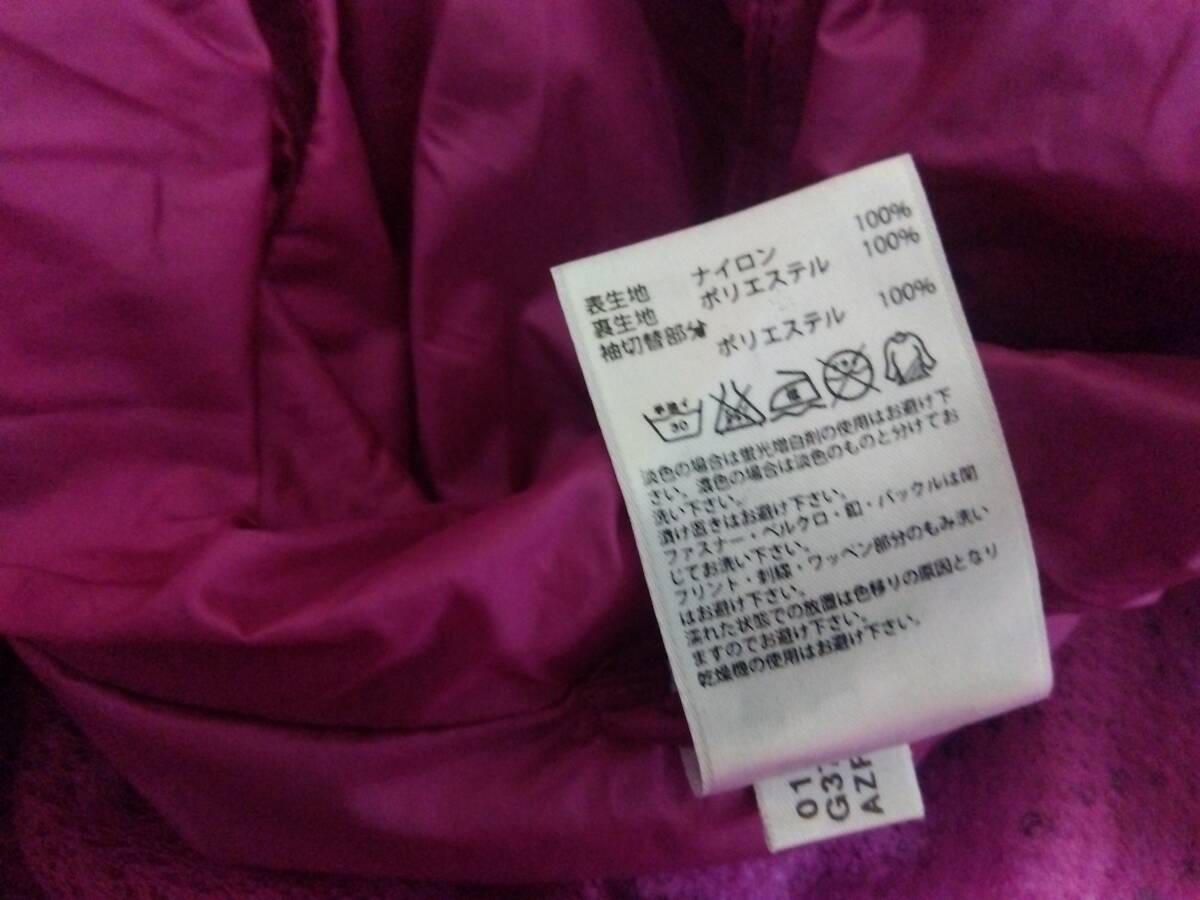 表生地 ナイロン 100%
裏生地 ポリエステル 100%
袖切替部分
ポリエステル 100%
手洗イ
30
淡色の場合は蛍光増白剤の使用はお避け下
さい。濃色の場合は淡色のものと分けてお
洗い下さい。
漬け置きはお避け下さい。
ファスナー・ベルクロ・釦・バックルは閉
じてお洗い下さい。
プリント・刺繍・ワッペン部分のもみ洗い
はお避け下さい。
濡れた状態での放置は色移りの原因となり
ますのでお避け下さい。
乾燥機の使用はお避け下さい。
01
G37
AZF